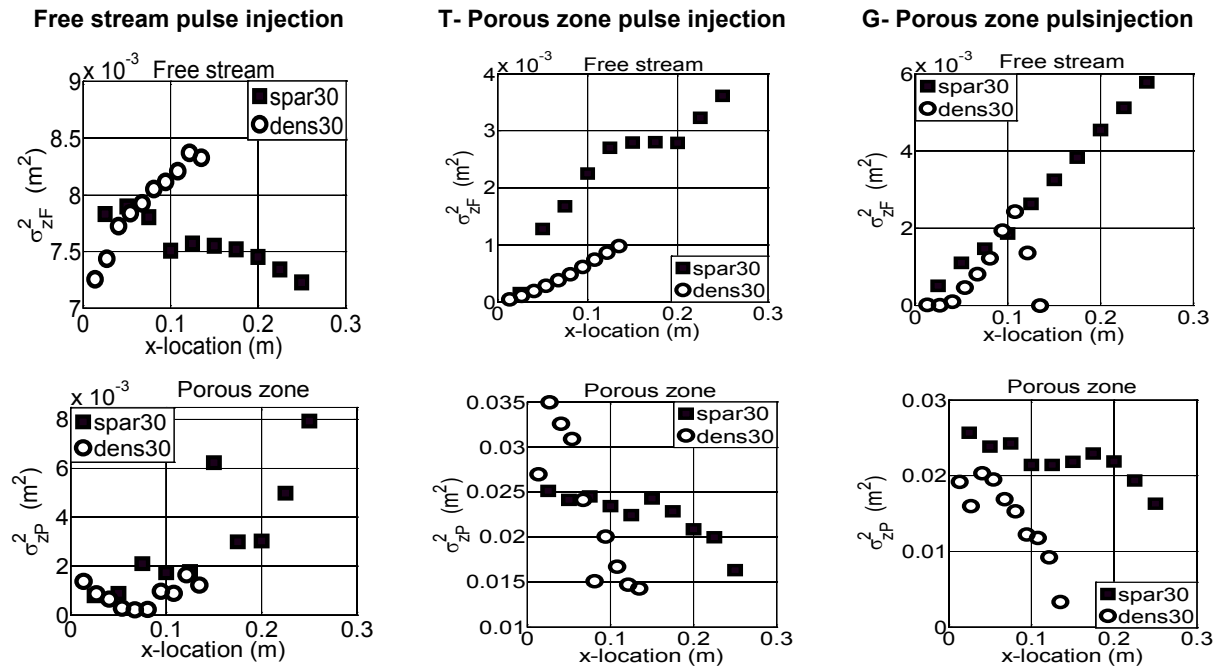 Free stream pulse injection
T- Porous zone pulse injection
G- Porous zone pulsinjection
x 10⁻³
Free stream
9
8.5
8
7.5
7
σ²zF (m²)
spar30
dens30
0 0.1 0.2 0.3
x-location (m)
x 10⁻³
Free stream
4
3
2
1
0
σ²zF (m²)
spar30
dens30
0 0.1 0.2 0.3
x-location (m)
x 10⁻³
Free stream
6
4
2
0
σ²zF (m²)
spar30
dens30
0 0.1 0.2 0.3
x-location (m)
x 10⁻³
Porous zone
8
6
4
2
0
σ²zP (m²)
spar30
dens30
0 0.1 0.2 0.3
x-location (m)
Porous zone
0.035
0.03
0.025
0.02
0.015
0.01
σ²zP (m²)
spar30
dens30
0 0.1 0.2 0.3
x-location (m)
Porous zone
0.03
0.02
0.01
0
σ²zP (m²)
spar30
dens30
0 0.1 0.2 0.3
x-location (m)